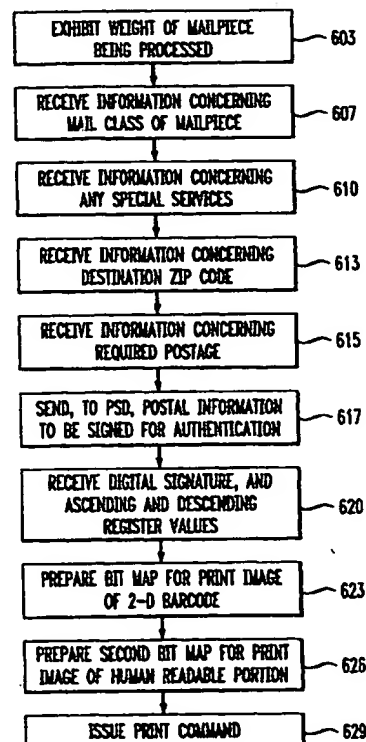 EXHIBIT WEIGHT OF MAILPIECE
BEING PROCESSED
603
RECEIVE INFORMATION CONCERNING
MAIL CLASS OF MAILPIECE
607
RECEIVE INFORMATION CONCERNING
ANY SPECIAL SERVICES
610
RECEIVE INFORMATION CONCERNING
DESTINATION ZIP CODE
613
RECEIVE INFORMATION CONCERNING
REQUIRED POSTAGE
615
SEND, TO PSD, POSTAL INFORMATION
TO BE SIGNED FOR AUTHENTICATION
617
RECEIVE DIGITAL SIGNATURE, AND
ASCENDING AND DESCENDING
REGISTER VALUES
620
PREPARE BIT MAP FOR PRINT IMAGE
OF 2-D BARCODE
623
PREPARE SECOND BIT MAP FOR PRINT
IMAGE OF HUMAN READABLE PORTION
626
ISSUE PRINT COMMAND
629